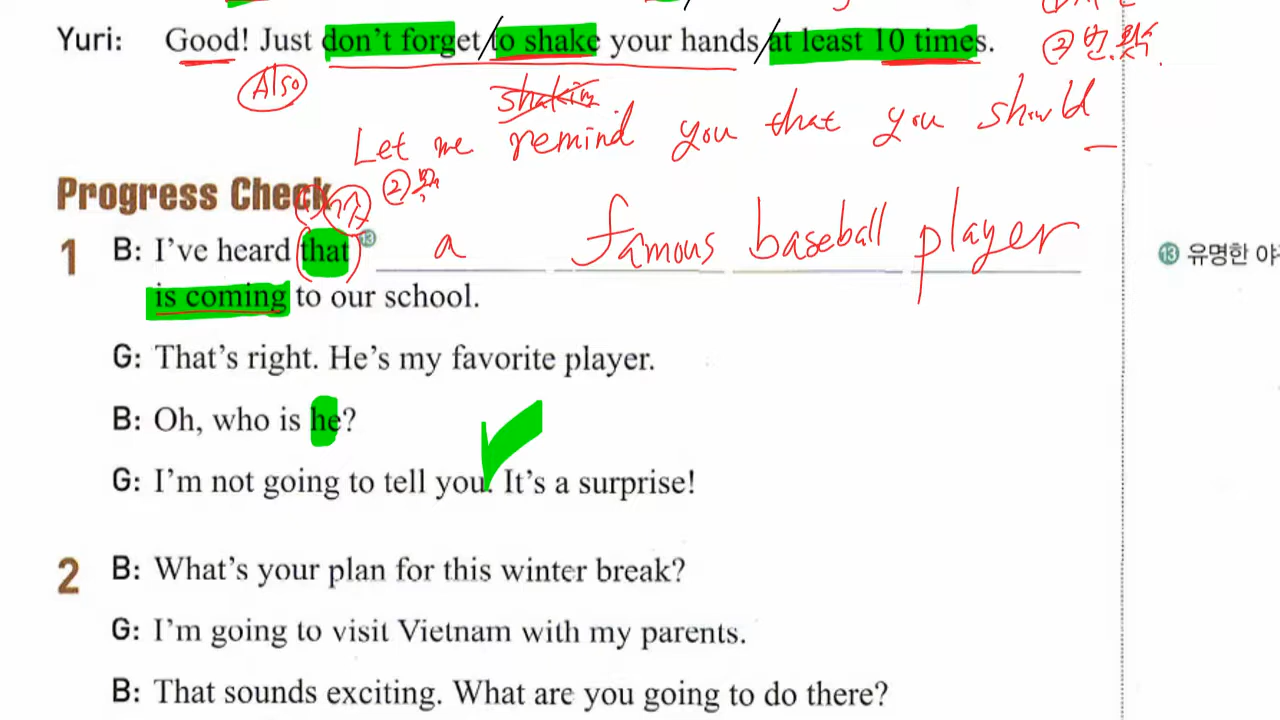 Yuri: Good! Just don't forget/to shake your hands/at least 10 times.
② 번.
Also
shakin
Let me remind you that you should
Progress Check
②
1 B: I've heard that ⑬ a famous baseball player
⑬ 유명한 야
is coming to our school.
G: That's right. He's my favorite player.
B: Oh, who is he?
G: I'm not going to tell you. It's a surprise!
2 B: What's your plan for this winter break?
G: I'm going to visit Vietnam with my parents.
B: That sounds exciting. What are you going to do there?